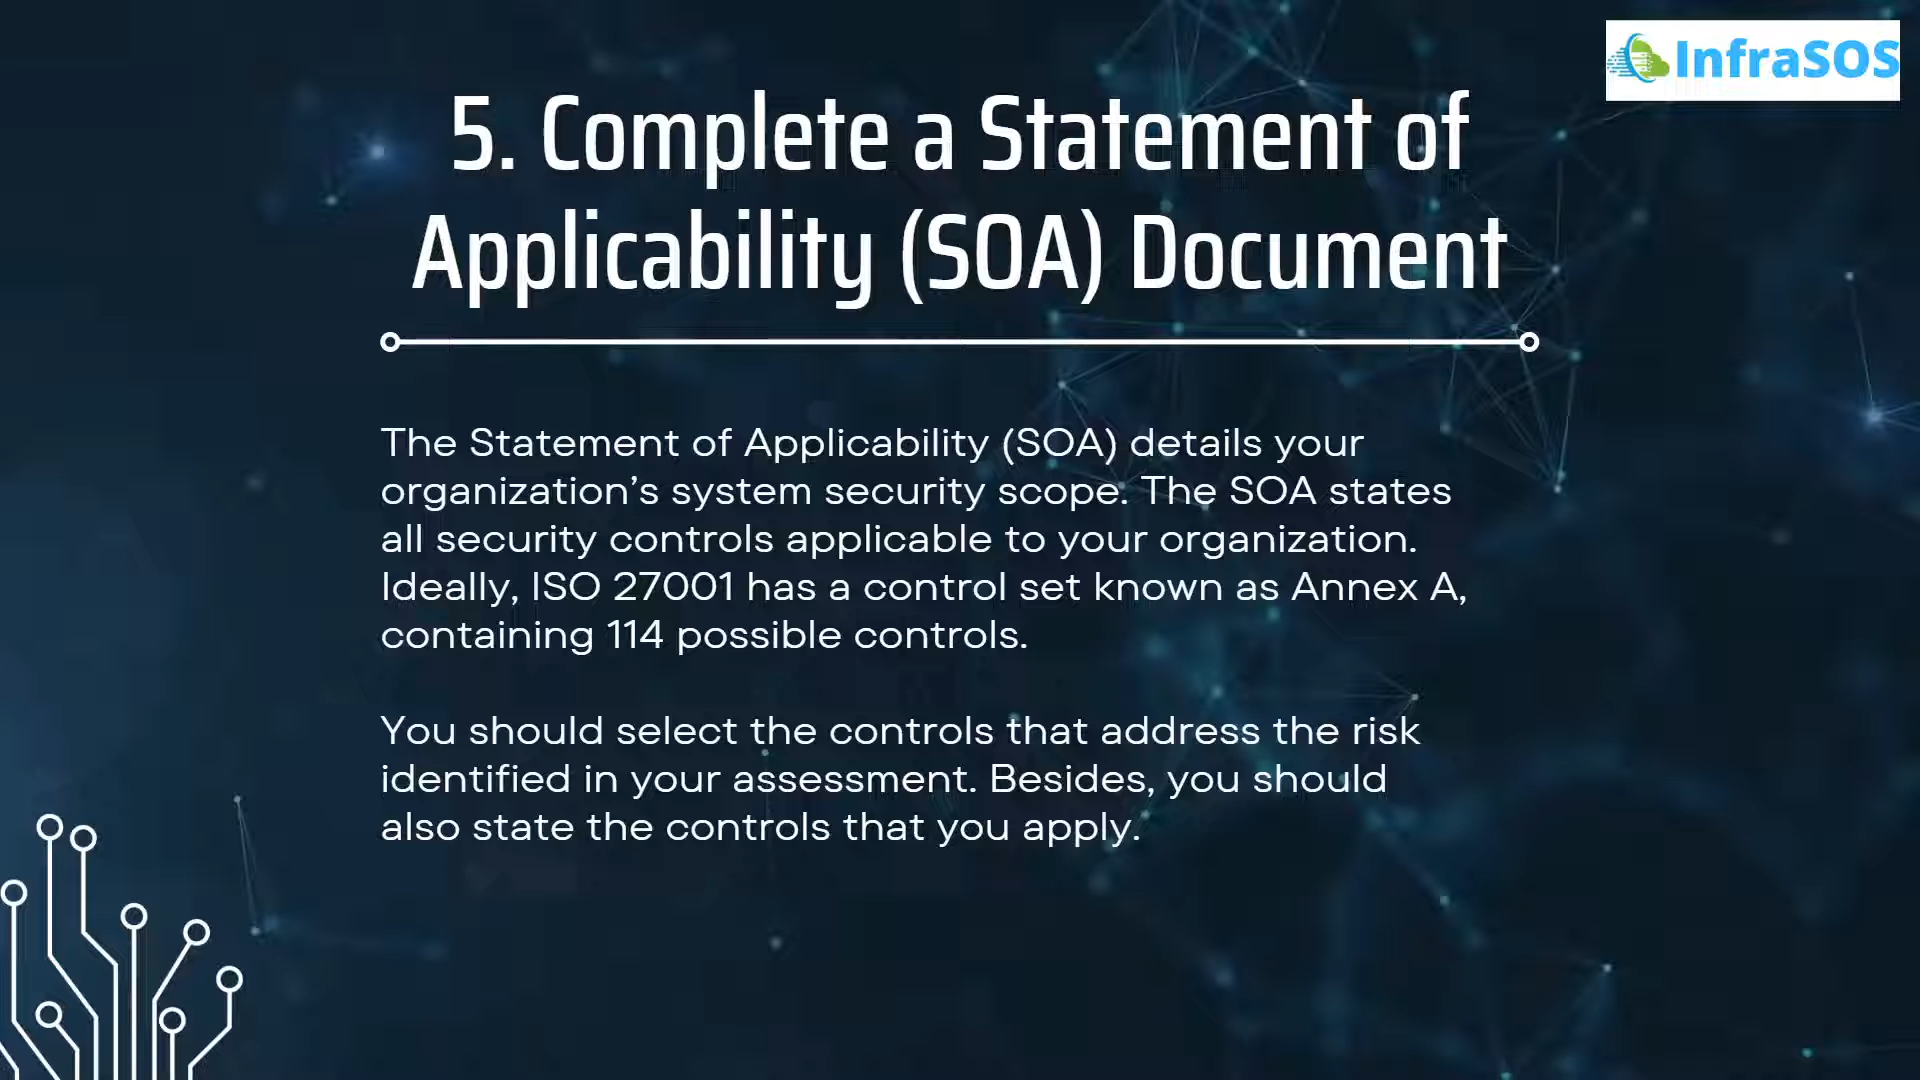 InfraSOS
5. Complete a Statement of
Applicability (SOA) Document
The Statement of Applicability (SOA) details your
organization’s system security scope. The SOA states
all security controls applicable to your organization.
Ideally, ISO 27001 has a control set known as Annex A,
containing 114 possible controls.
You should select the controls that address the risk
identified in your assessment. Besides, you should
also state the controls that you apply.